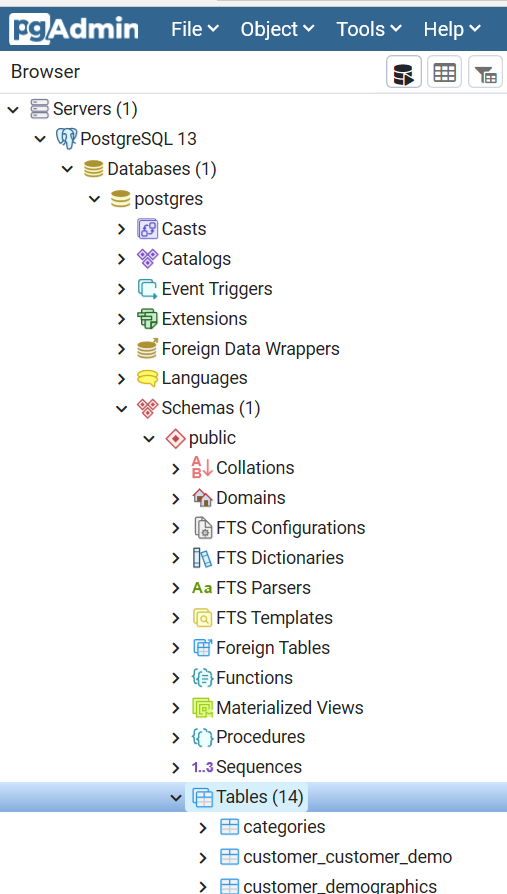 pgAdmin File Object Tools Help
Browser
Servers (1)
PostgreSQL 13
Databases (1)
postgres
Casts
Catalogs
Event Triggers
Extensions
Foreign Data Wrappers
Languages
Schemas (1)
public
Collations
Domains
FTS Configurations
FTS Dictionaries
Aa FTS Parsers
FTS Templates
Foreign Tables
Functions
Materialized Views
Procedures
1..3 Sequences
Tables (14)
categories
customer_customer_demo
customer_demographics